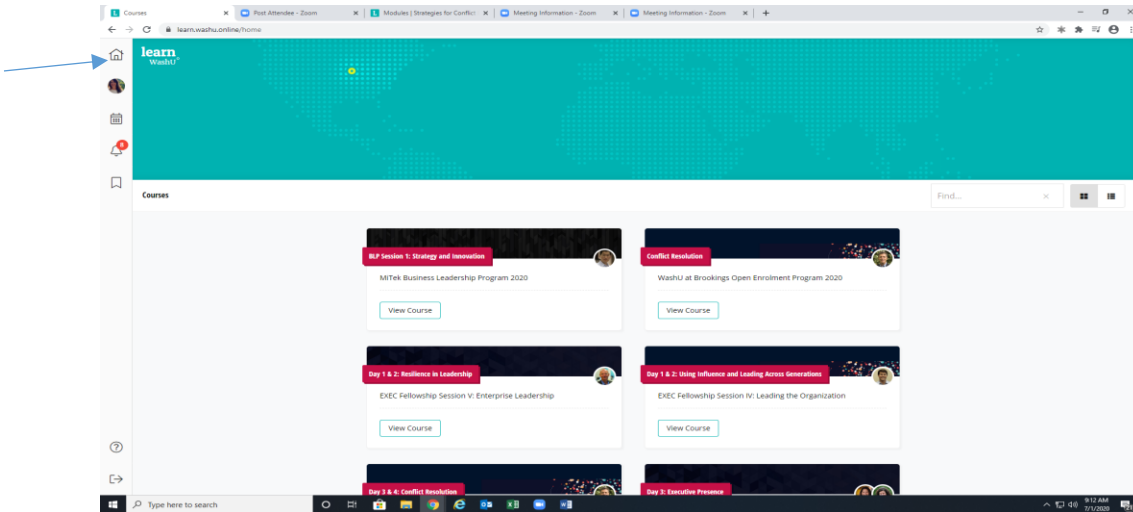 Courses
Post Attendee - Zoom
Modules | Strategies for Conflict
Meeting Information - Zoom
Meeting Information - Zoom
learn.washu.online/home
learn
WashU
8
Courses
Find...
BLP Session 1: Strategy and Innovation
MiTek Business Leadership Program 2020
View Course
Conflict Resolution
WashU at Brookings Open Enrolment Program 2020
View Course
Day 1 & 2: Resilience in Leadership
EXEC Fellowship Session V: Enterprise Leadership
View Course
Day 1 & 2: Using Influence and Leading Across Generations
EXEC Fellowship Session IV: Leading the Organization
View Course
Day 3 & 4: Conflict Resolution
Day 3: Executive Presence
Type here to search
9:12 AM
7/1/2020